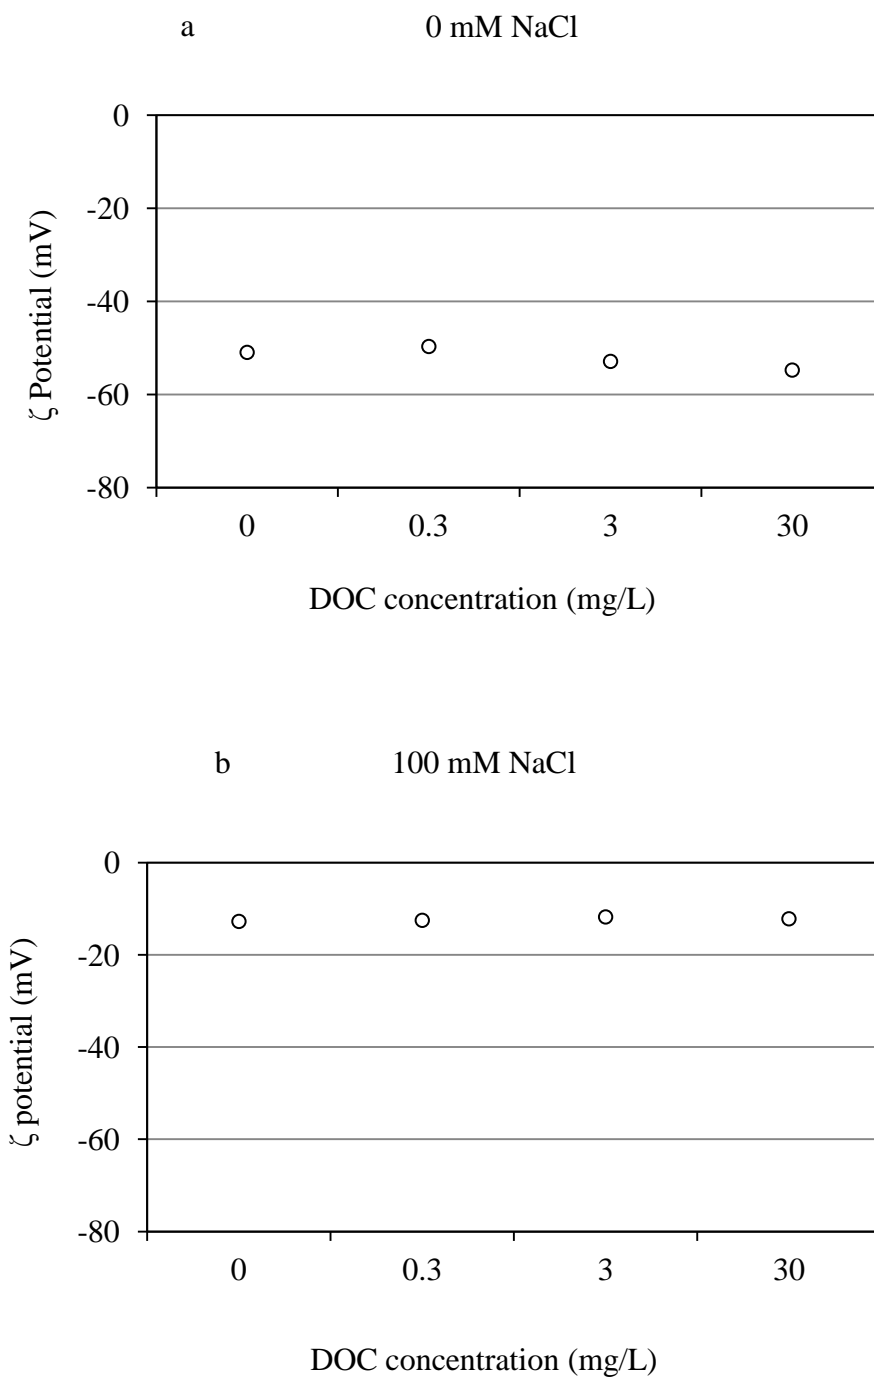 a 0 mM NaCl
0
-20
-40
-60
-80
ζ Potential (mV)
0 0.3 3 30
DOC concentration (mg/L)
b 100 mM NaCl
0
-20
-40
-60
-80
ζ potential (mV)
0 0.3 3 30
DOC concentration (mg/L)